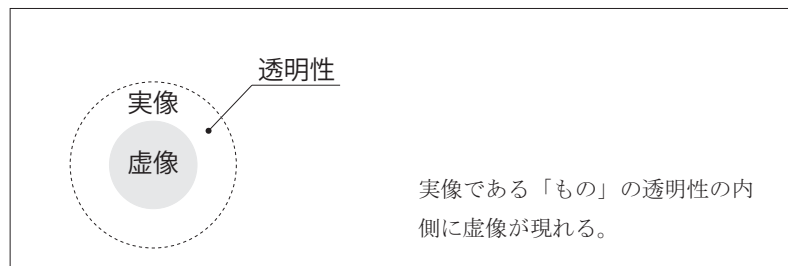 透明性
実像
虚像
実像である「もの」の透明性の内
側に虚像が現れる。